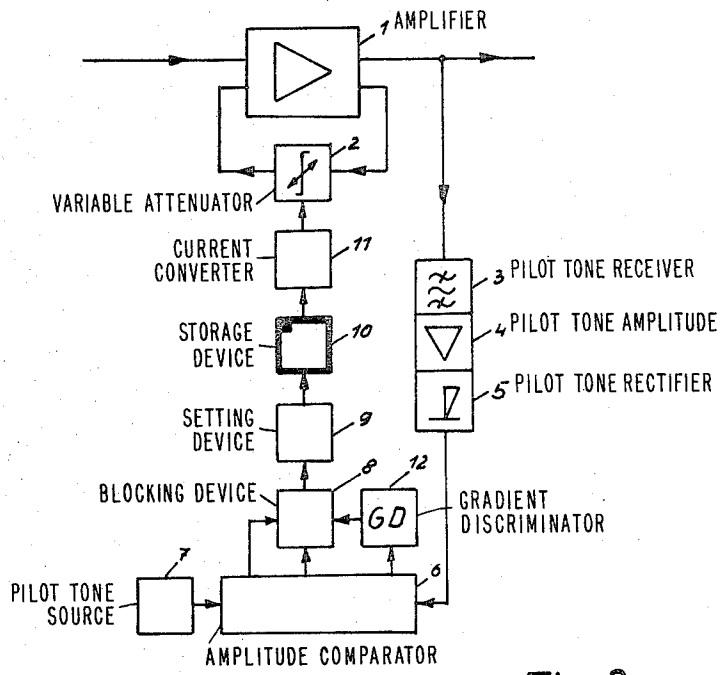 1 AMPLIFIER
2
VARIABLE ATTENUATOR
CURRENT
CONVERTER
11
3 PILOT TONE RECEIVER
STORAGE
DEVICE
10
4 PILOT TONE AMPLITUDE
5 PILOT TONE RECTIFIER
SETTING
DEVICE
9
BLOCKING DEVICE
8
12
GD
GRADIENT
DISCRIMINATOR
7
6
PILOT TONE
SOURCE
AMPLITUDE COMPARATOR